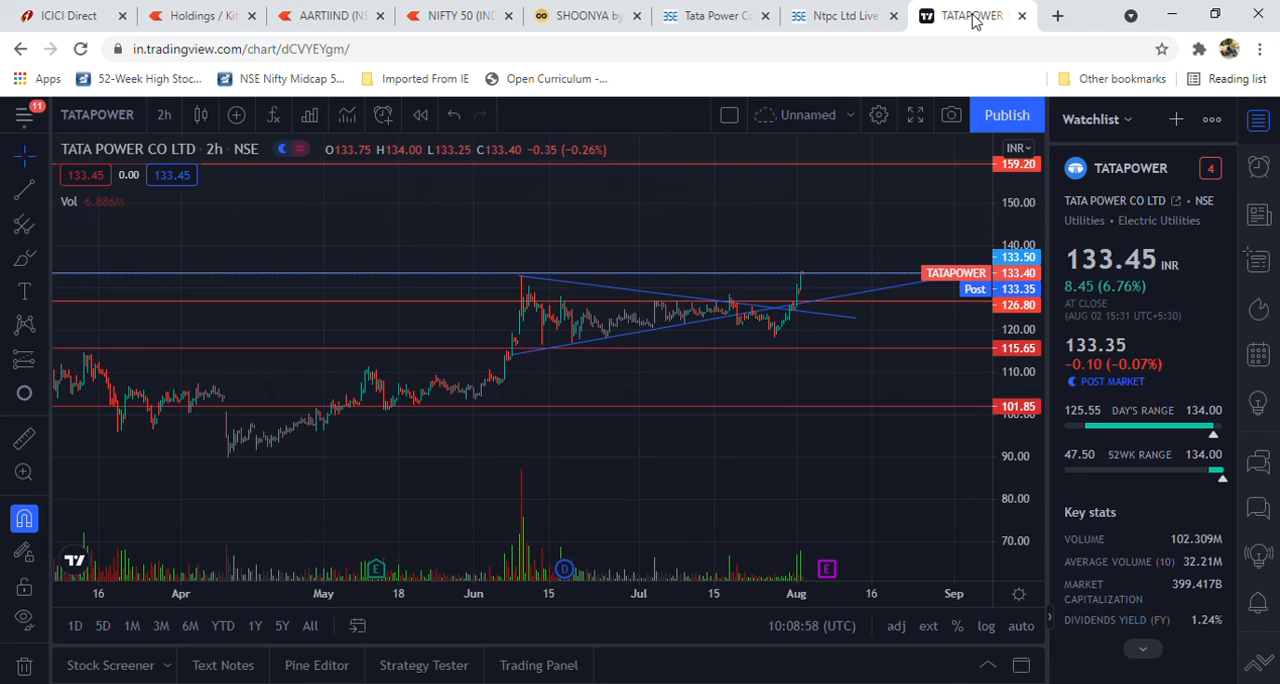 ICICI Direct
Holdings / Kit
AARTIIND (NS
NIFTY 50 (IND
SHOONYA by
Tata Power Co
Ntpc Ltd Live
TATAPOWER
in.tradingview.com/chart/dCVYEYgm/
Apps
52-Week High Stoc...
NSE Nifty Midcap 5...
Imported From IE
Open Curriculum -...
Other bookmarks
Reading list
11
TATAPOWER
2h
Unnamed
Publish
Watchlist
TATA POWER CO LTD · 2h · NSE
O133.75 H134.00 L133.25 C133.40 -0.35 (-0.26%)
INR
133.45
0.00
133.45
Vol 6.886M
159.20
150.00
140.00
133.50
TATAPOWER 133.40
Post 133.35
126.80
120.00
115.65
110.00
101.85
90.00
80.00
70.00
E
D
E
16
Apr
May
18
Jun
15
Jul
15
Aug
16
Sep
1D
5D
1M
3M
6M
YTD
1Y
5Y
All
10:08:58 (UTC)
adj
ext
%
log
auto
Stock Screener
Text Notes
Pine Editor
Strategy Tester
Trading Panel
TATAPOWER
4
TATA POWER CO LTD • NSE
Utilities • Electric Utilities
133.45 INR
8.45 (6.76%)
AT CLOSE
(AUG 02 15:31 UTC+5:30)
133.35
−0.10 (−0.07%)
POST MARKET
125.55 DAY'S RANGE 134.00
47.50 52WK RANGE 134.00
Key stats
VOLUME 102.309M
AVERAGE VOLUME (10) 32.21M
MARKET CAPITALIZATION 399.417B
DIVIDENDS YIELD (FY) 1.24%